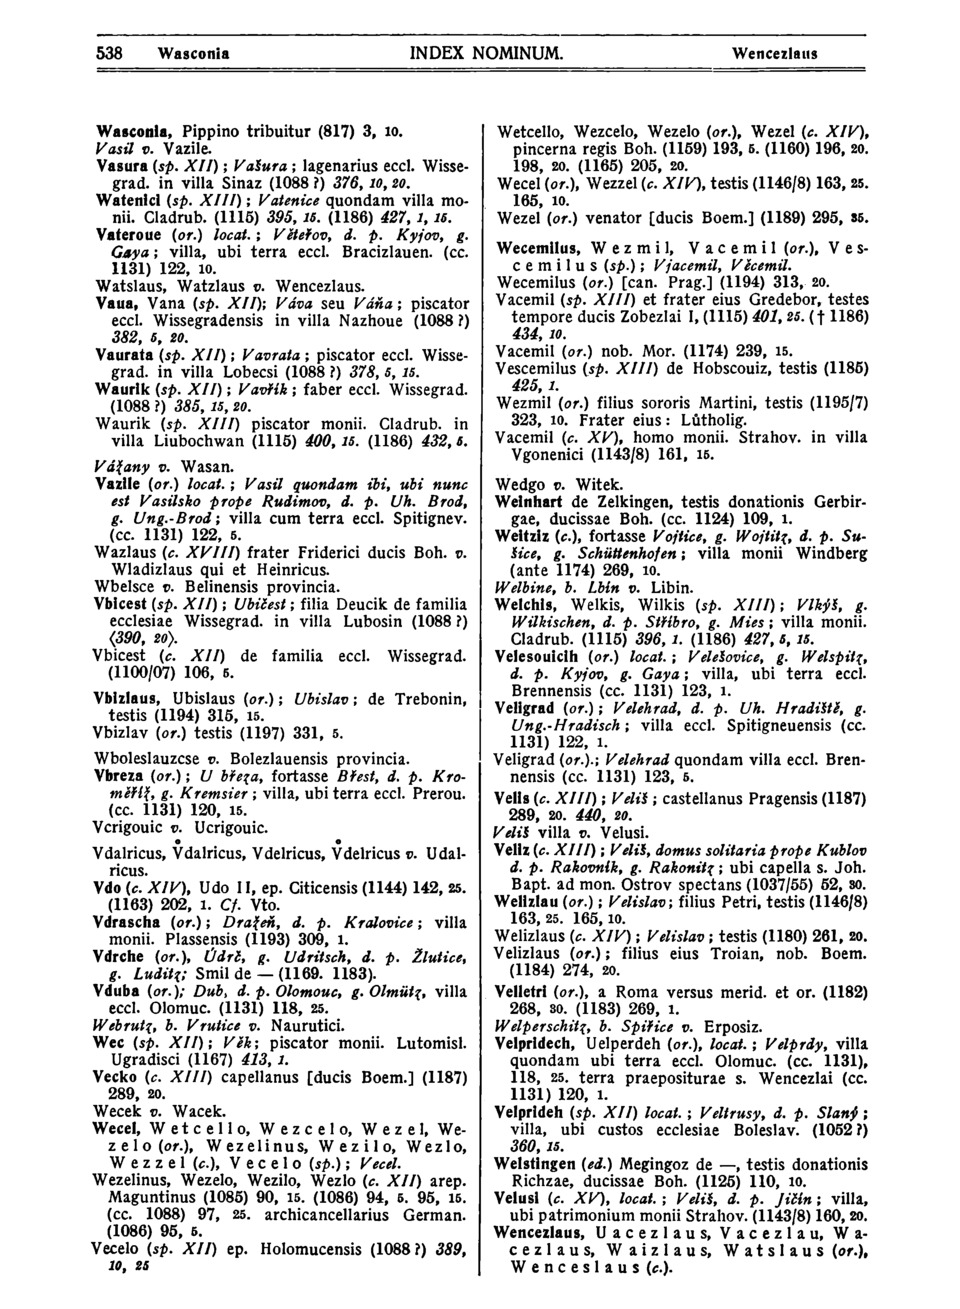 538 Wasconia INDEX NOMINUM. Wencezlaus
Wasconia, Pippino tribuitur (817) 3, 10.
Vasil v. Vazile.
Vasura (sp. XII) ; Vašura ; lagenarius eccl. Wisse-
grad. in villa Sinaz (1088 ?) 376, 10, 20.
Watenici (sp. XIII) ; Vatenice quondam villa mo-
nii. Cladrub. (1115) 395, 15. (1186) 427, 1, 15.
Vateroue (or.) locat. ; Věteřov, d. p. Kyjov, g.
Gaya ; villa, ubi terra eccl. Bracizlauen. (cc.
1131) 122, 10.
Watslaus, Watzlaus v. Wencezlaus.
Vaua, Vana (sp. XII); Váva seu Váňa ; piscator
eccl. Wissegradensis in villa Nazhoue (1088 ?)
382, 5, 20.
Vaurata (sp. XII) ; Vavrata ; piscator eccl. Wisse-
grad. in villa Lobecsi (1088 ?) 378, 5, 15.
Waurik (sp. XII) ; Vavřík ; faber eccl. Wissegrad.
(1088 ?) 385, 15, 20.
Waurik (sp. XIII) piscator monii. Cladrub. in
villa Liubochwan (1115) 400, 15. (1186) 432, 5.
Vážany v. Wasan.
Vazile (or.) locat. ; Vasil quondam ibi, ubi nunc
est Vasilsko prope Rudimov, d. p. Uh. Brod,
g. Ung.-Brod ; villa cum terra eccl. Spitignev.
(cc. 1131) 122, 5.
Wazlaus (c. XVIII) frater Friderici ducis Boh. v.
Wladizlaus qui et Heinricus.
Wbelsce v. Belinensis provincia.
Vbicest (sp. XII) ; Ubičest ; filia Deucik de familia
ecclesiae Wissegrad. in villa Lubosin (1088 ?)
⟨390, 20⟩.
Vbicest (c. XII) de familia eccl. Wissegrad.
(1100/07) 106, 5.
Vbizlaus, Ubislaus (or.) ; Ubislav ; de Trebonin,
testis (1194) 315, 15.
Vbizlav (or.) testis (1197) 331, 5.
Wboleslauzcse v. Bolezlauensis provincia.
Vbreza (or.) ; U březa, fortasse Břest, d. p. Kro-
měříž, g. Kremsier ; villa, ubi terra eccl. Prerou.
(cc. 1131) 120, 15.
Vcrigouic v. Ucrigouic.
Vdalricus, V̊dalricus, Vdelricus, V̊delricus v. Udal-
ricus.
Vdo (c. XIV), Udo II, ep. Citicensis (1144) 142, 25.
(1163) 202, 1. Cf. Vto.
Vdrascha (or.) ; Dražeň, d. p. Kralovice ; villa
monii. Plassensis (1193) 309, 1.
Vdrche (or.), Údrč, g. Udritsch, d. p. Žlutice,
g. Luditz; Smil de — (1169. 1183).
Vduba (or.); Dub, d. p. Olomouc, g. Olmütz, villa
eccl. Olomuc. (1131) 118, 25.
Webrutz, b. Vrutice v. Naurutici.
Wec (sp. XII) ; Věk; piscator monii. Lutomisl.
Ugradisci (1167) 413, 1.
Vecko (c. XIII) capellanus [ducis Boem.] (1187)
289, 20.
Wecek v. Wacek.
Wecel, Wetcello, Wezcelo, Wezel, We-
zelo (or.), Wezelinus, Wezilo, Wezlo,
Wezzel (c.), Vecelo (sp.) ; Vecel.
Wezelinus, Wezelo, Wezilo, Wezlo (c. XII) arep.
Maguntinus (1085) 90, 15. (1086) 94, 5. 95, 15.
(cc. 1088) 97, 25. archicancellarius German.
(1086) 95, 5.
Vecelo (sp. XII) ep. Holomucensis (1088 ?) 389,
10, 25
Wetcello, Wezcelo, Wezelo (or.), Wezel (c. XIV),
pincerna regis Boh. (1159) 193, 5. (1160) 196, 20.
198, 20. (1165) 205, 20.
Wecel (or.), Wezzel (c. XIV), testis (1146/8) 163, 25.
165, 10.
Wezel (or.) venator [ducis Boem.] (1189) 295, 35.
Wecemilus, Wezmil, Vacemil (or.), Ves-
cemilus (sp.) ; Vjacemil, Věcemil.
Wecemilus (or.) [can. Prag.] (1194) 313, 20.
Vacemil (sp. XIII) et frater eius Gredebor, testes
tempore ducis Zobezlai I, (1115) 401, 25. († 1186)
434, 10.
Vacemil (or.) nob. Mor. (1174) 239, 15.
Vescemilus (sp. XIII) de Hobscouiz, testis (1185)
425, 1.
Wezmil (or.) filius sororis Martini, testis (1195/7)
323, 10. Frater eius : Lůtholig.
Vacemil (c. XV), homo monii. Strahov. in villa
Vgonenici (1143/8) 161, 15.
Wedgo v. Witek.
Weinhart de Zelkingen, testis donationis Gerbir-
gae, ducissae Boh. (cc. 1124) 109, 1.
Weitziz (c.), fortasse Vojtice, g. Wojtitz, d. p. Su-
šice, g. Schüttenhofen ; villa monii Windberg
(ante 1174) 269, 10.
Welbine, b. Lbin v. Libin.
Welchis, Welkis, Wilkis (sp. XIII) ; Vlkýš, g.
Wilkischen, d. p. Stříbro, g. Mies ; villa monii.
Cladrub. (1115) 396, 1. (1186) 427, 5, 15.
Velesouicih (or.) locat. ; Velešovice, g. Welspitz,
d. p. Kyjov, g. Gaya ; villa, ubi terra eccl.
Brennensis (cc. 1131) 123, 1.
Veligrad (or.) ; Velehrad, d. p. Uh. Hradiště, g.
Ung.-Hradisch ; villa eccl. Spitigneuensis (cc.
1131) 122, 1.
Veligrad (or.).; Velehrad quondam villa eccl. Bren-
nensis (cc. 1131) 123, 5.
Velis (c. XIII) ; Veliš ; castellanus Pragensis (1187)
289, 20. 440, 20.
Veliš villa v. Velusi.
Veliz (c. XIII) ; Veliš, domus solitaria prope Kublov
d. p. Rakovník, g. Rakonitz ; ubi capella s. Joh.
Bapt. ad mon. Ostrov spectans (1037/55) 52, 30.
Welizlau (or.) ; Velislav ; filius Petri, testis (1146/8)
163, 25. 165, 10.
Welizlaus (c. XIV) ; Velislav ; testis (1180) 261, 20.
Velizlaus (or.) ; filius eius Troian, nob. Boem.
(1184) 274, 20.
Velletri (or.), a Roma versus merid. et or. (1182)
268, 30. (1183) 269, 1.
Welperschitz, b. Spiřice v. Erposiz.
Velpridech, Uelperdeh (or.), locat. ; Velprdy, villa
quondam ubi terra eccl. Olomuc. (cc. 1131),
118, 25. terra praepositurae s. Wencezlai (cc.
1131) 120, 1.
Velprideh (sp. XII) locat. ; Veltrusy, d. p. Slaný ;
villa, ubi custos ecclesiae Boleslav. (1052 ?)
360, 15.
Welstingen (ed.) Megingoz de —, testis donationis
Richzae, ducissae Boh. (1125) 110, 10.
Velusi (c. XV), locat. ; Veliš, d. p. Jičín ; villa,
ubi patrimonium monii Strahov. (1143/8) 160, 20.
Wencezlaus, Uacezlaus, Vacezlau, Wa-
cezlaus, Waizlaus, Watslaus (or.),
Wenceslaus (c.).